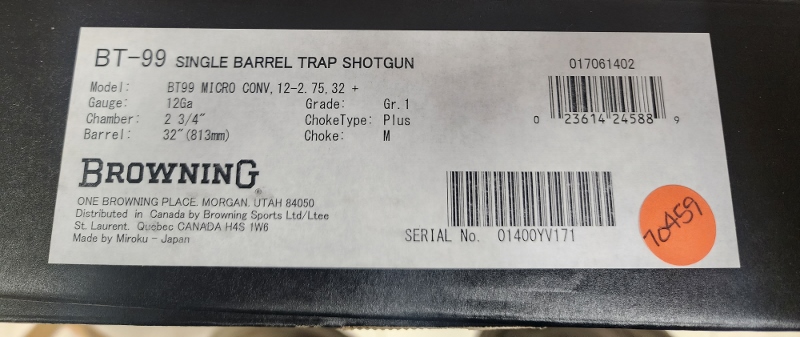 BT-99 SINGLE BARREL TRAP SHOTGUN
017061402
Model: BT99 MICRO CONV, 12-2.75, 32 +
Gauge: 12Ga Grade: Gr.1
Chamber: 2 3/4" ChokeType: Plus
Barrel: 32"(813mm) Choke: M
0 23614 24588 9
BROWNING®
ONE BROWNING PLACE, MORGAN, UTAH 84050
Distributed in Canada by Browning Sports Ltd/Ltee
St. Laurent, Quebec CANADA H4S 1W6
Made by Miroku - Japan
SERIAL No. 01400YV171
70459